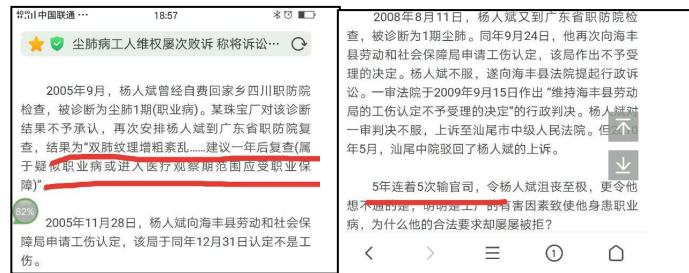 中国联通
18:57
尘肺病工人维权屡次败诉 称将诉讼…
2005年9月，杨人斌曾经自费回家乡四川职防院
检查，被诊断为尘肺1期(职业病)。某珠宝厂对该诊断
结果不予承认，再次安排杨人斌到广东省职防院复
查，结果为“双肺纹理增粗紊乱……建议一年后复查(属
于疑似职业病或进入医疗观察期范围应受职业保
障)”。
82%
2005年11月28日，杨人斌向海丰县劳动和社会保
障局申请工伤认定，该局于同年12月31日认定不是工
伤。
2008年8月11日，杨人斌又到广东省职防院检
查，被诊断为1期尘肺。同年9月24日，他再次向海丰
县劳动和社会保障局申请工伤认定，该局作出不予受
理的决定。杨人斌不服，遂向海丰县法院提起行政诉
讼。一审法院于2009年9月15日作出“维持海丰县劳动
局的工伤认定不予受理的决定”的行政判决。杨人斌对
一审判决不服，上诉至汕尾市中级人民法院。但
年5月，汕尾中院驳回了杨人斌的上诉。
5年连着5次输官司，令杨人斌沮丧至极，更令他
想不通的是，明明是工厂的有害因素致使他身患职业
病，为什么他的合法要求却屡屡被拒？
1